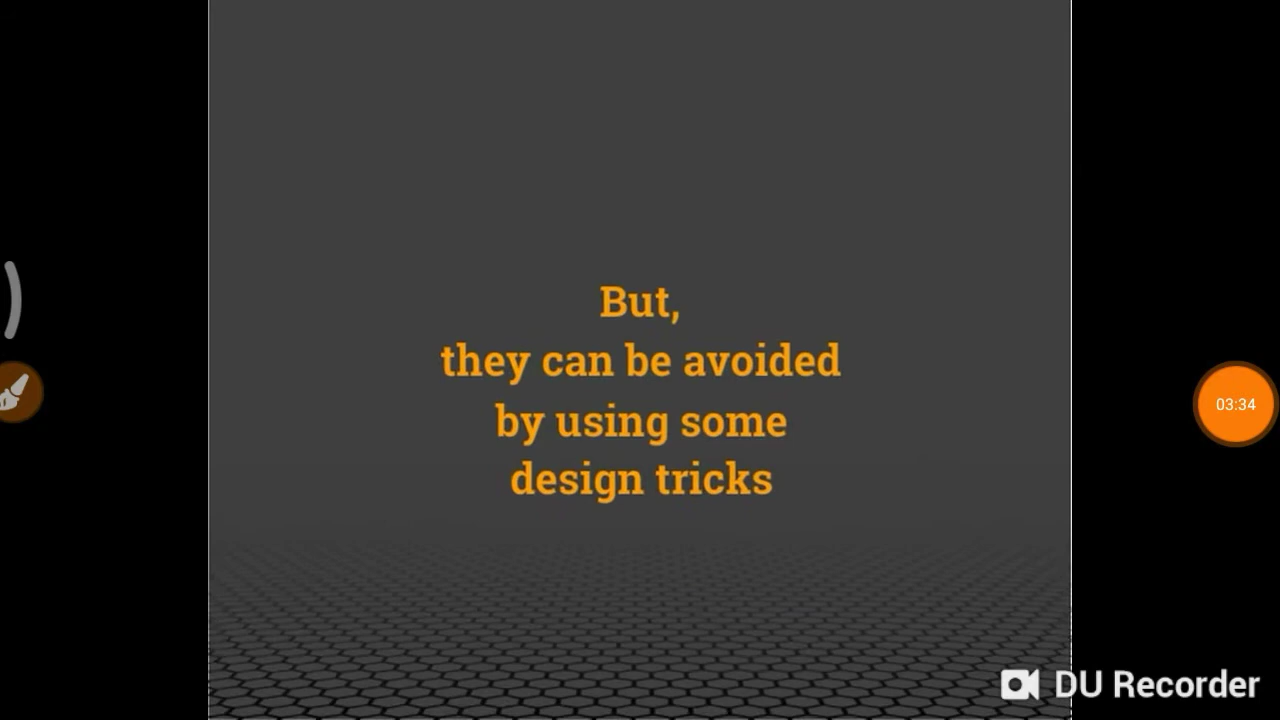 But,
they can be avoided
by using some
design tricks
03:34
DU Recorder